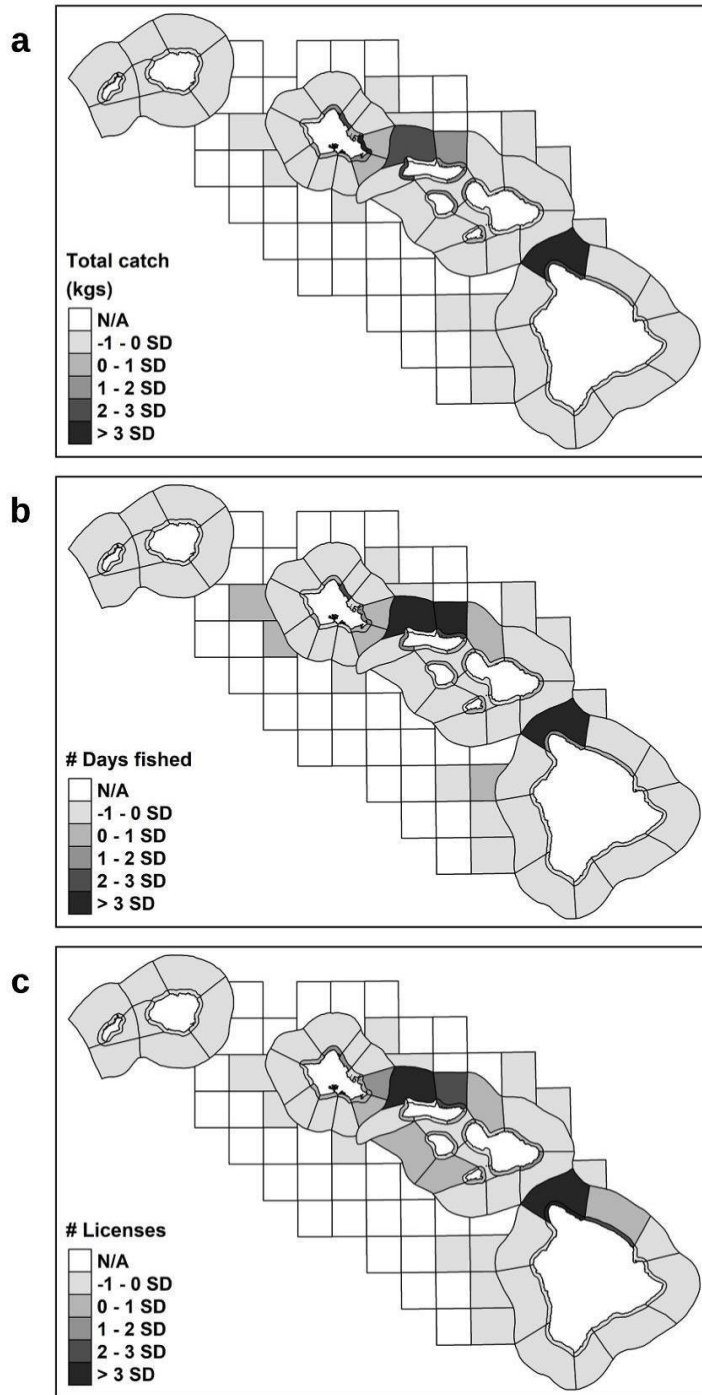 a
Total catch
(kgs)
N/A
-1 - 0 SD
0 - 1 SD
1 - 2 SD
2 - 3 SD
> 3 SD
b
# Days fished
N/A
-1 - 0 SD
0 - 1 SD
1 - 2 SD
2 - 3 SD
> 3 SD
c
# Licenses
N/A
-1 - 0 SD
0 - 1 SD
1 - 2 SD
2 - 3 SD
> 3 SD